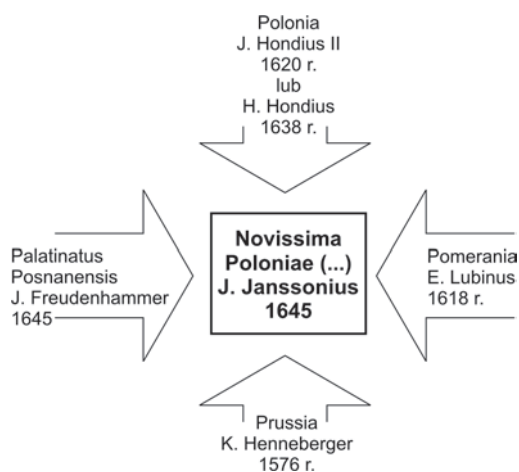 Polonia
J. Hondius II
1620 r.
lub
H. Hondius
1638 r.
Palatinatus
Posnanensis
J. Freudenhammer
1645
Novissima
Poloniae (...)
J. Janssonius
1645
Pomerania
E. Lubinus
1618 r.
Prussia
K. Henneberger
1576 r.